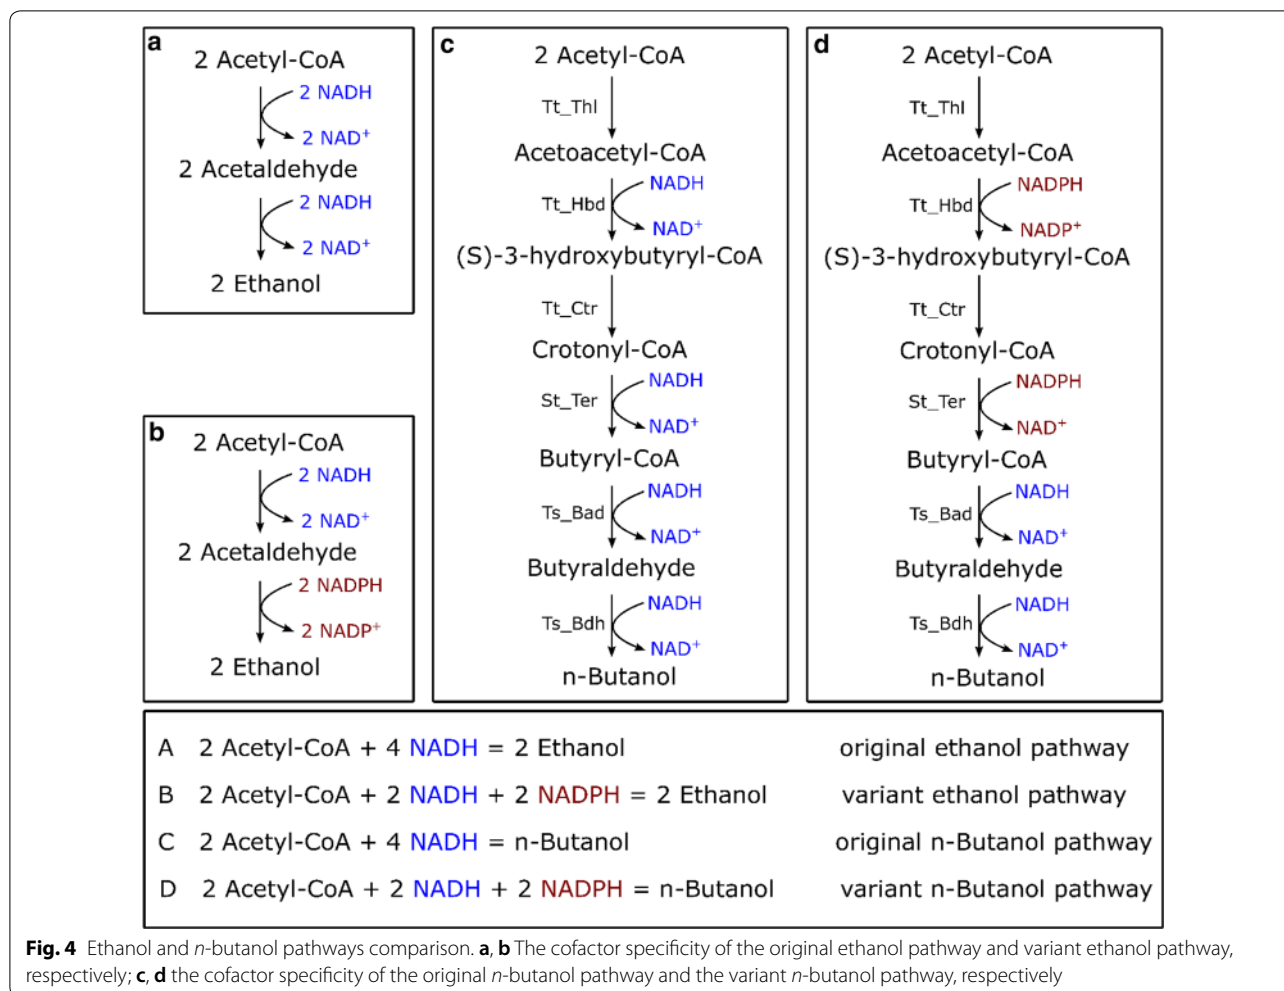 a
2 Acetyl-CoA
2 NADH
2 NAD+
2 Acetaldehyde
2 NADH
2 NAD+
2 Ethanol
b
2 Acetyl-CoA
2 NADH
2 NAD+
2 Acetaldehyde
2 NADPH
2 NADP+
2 Ethanol
c
2 Acetyl-CoA
Tt_Thl
Acetoacetyl-CoA
NADH
Tt_Hbd
NAD+
(S)-3-hydroxybutyryl-CoA
Tt_Ctr
Crotonyl-CoA
NADH
St_Ter
NAD+
Butyryl-CoA
NADH
Ts_Bad
NAD+
Butyraldehyde
NADH
Ts_Bdh
NAD+
n-Butanol
d
2 Acetyl-CoA
Tt_Thl
Acetoacetyl-CoA
NADPH
Tt_Hbd
NADP+
(S)-3-hydroxybutyryl-CoA
Tt_Ctr
Crotonyl-CoA
NADPH
St_Ter
NAD+
Butyryl-CoA
NADH
Ts_Bad
NAD+
Butyraldehyde
NADH
Ts_Bdh
NAD+
n-Butanol
A 2 Acetyl-CoA + 4 NADH = 2 Ethanol original ethanol pathway
B 2 Acetyl-CoA + 2 NADH + 2 NADPH = 2 Ethanol variant ethanol pathway
C 2 Acetyl-CoA + 4 NADH = n-Butanol original n-Butanol pathway
D 2 Acetyl-CoA + 2 NADH + 2 NADPH = n-Butanol variant n-Butanol pathway
Fig. 4 Ethanol and n-butanol pathways comparison. a, b The cofactor specificity of the original ethanol pathway and variant ethanol pathway,
respectively; c, d the cofactor specificity of the original n-butanol pathway and the variant n-butanol pathway, respectively